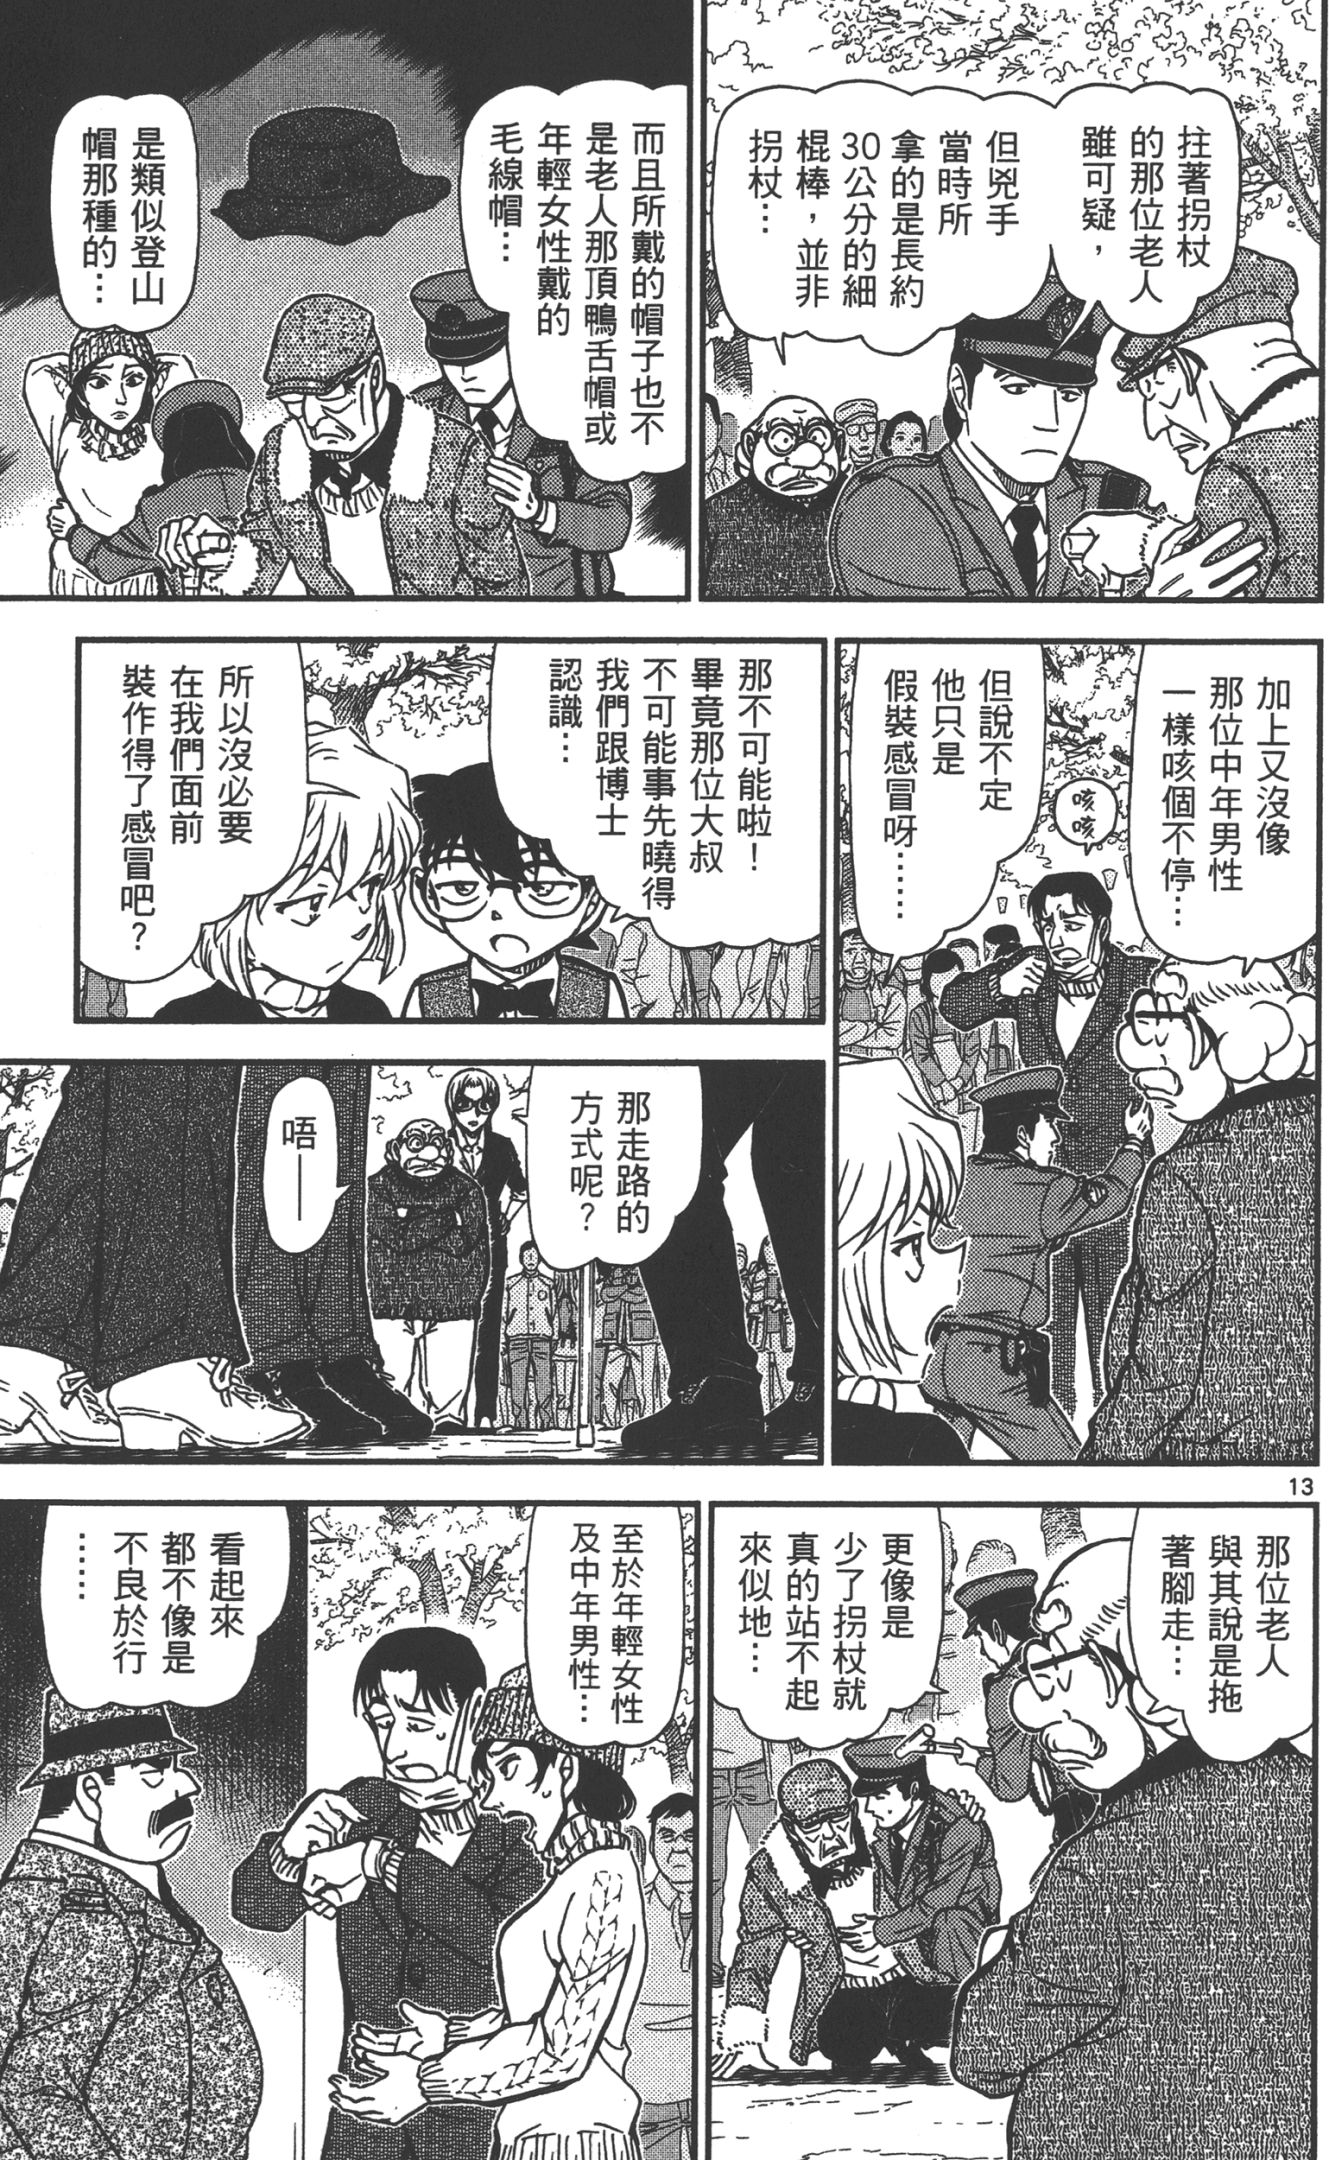 拄著拐杖
的那位老人
雖可疑，
但兇手
當時所
拿的是長約
30公分的細
棍棒，並非
拐杖…
而且所戴的帽子也不
是老人那頂鴨舌帽或
年輕女性戴的
毛線帽…
是類似登山
帽那種的…
加上又沒像
那位中年男性
一樣咳個不停…
咳
咳
但說不定
他只是
假裝感冒呀……
那不可能啦！
畢竟那位大叔
不可能事先曉得
我們跟博士
認識…
所以沒必要
在我們面前
裝作得了感冒吧？
那走路的
方式呢？
唔——
13
那位老人
與其說是拖
著腳走…
更像是
少了拐杖就
真的站不起
來似地…
至於年輕女性
及中年男性…
看起來
都不像是
不良於行
……